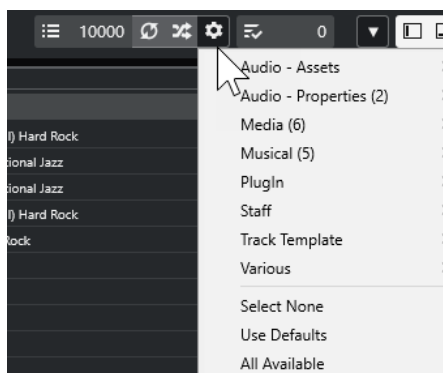 10000
0
Audio - Assets
Audio - Properties (2)
Media (6)
Musical (5)
PlugIn
Staff
Track Template
Various
Select None
Use Defaults
All Available
l) Hard Rock
tional Jazz
tional Jazz
l) Hard Rock
Rock